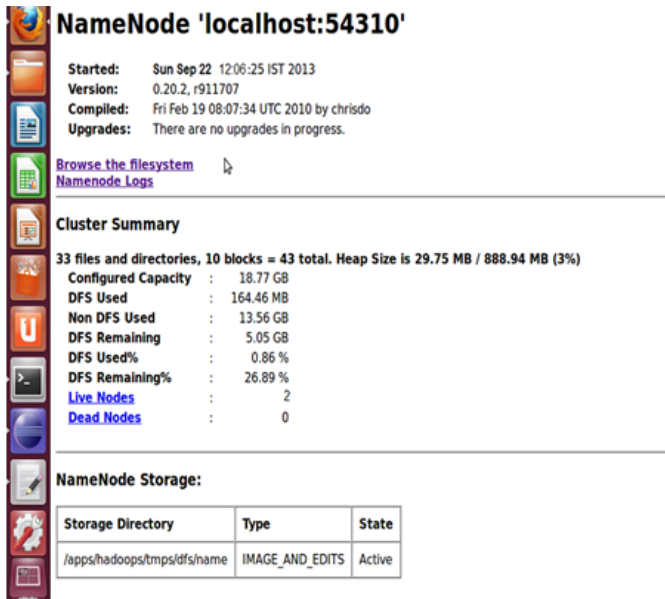 NameNode 'localhost:54310'
Started: Sun Sep 22 12:06:25 IST 2013
Version: 0.20.2, r911707
Compiled: Fri Feb 19 08:07:34 UTC 2010 by chrisdo
Upgrades: There are no upgrades in progress.
Browse the filesystem
Namenode Logs
Cluster Summary
33 files and directories, 10 blocks = 43 total. Heap Size is 29.75 MB / 888.94 MB (3%)
Configured Capacity : 18.77 GB
DFS Used : 164.46 MB
Non DFS Used : 13.56 GB
DFS Remaining : 5.05 GB
DFS Used% : 0.86 %
DFS Remaining% : 26.89 %
Live Nodes : 2
Dead Nodes : 0
NameNode Storage:
Storage Directory Type State
/apps/hadoops/tmps/dfs/name IMAGE_AND_EDITS Active